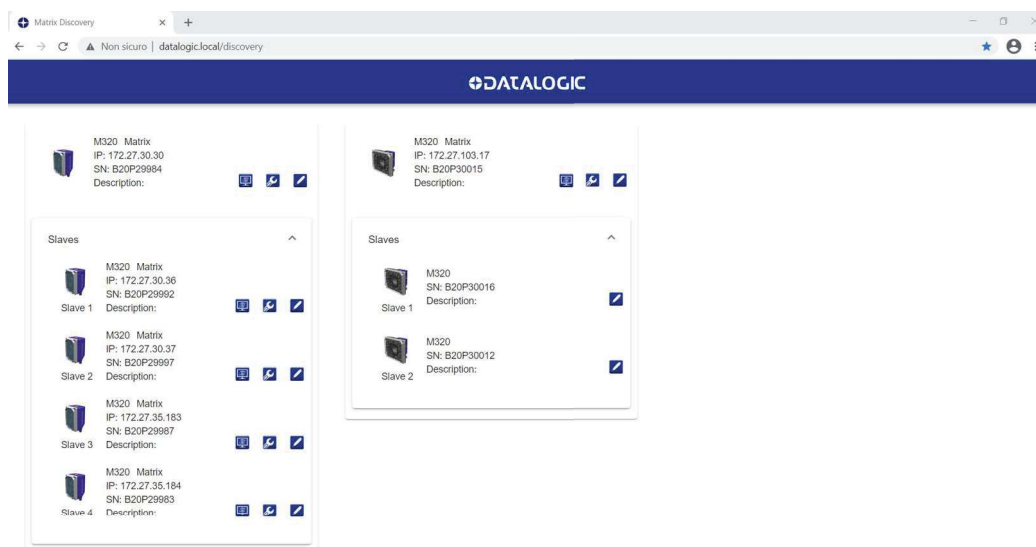 Matrix Discovery
Non sicuro | datalogic.local/discovery
DATALOGIC
M320 Matrix
IP: 172.27.30.30
SN: B20P29984
Description:
Slaves
M320 Matrix
IP: 172.27.30.36
SN: B20P29992
Slave 1 Description:
M320 Matrix
IP: 172.27.30.37
SN: B20P29997
Slave 2 Description:
M320 Matrix
IP: 172.27.35.183
SN: B20P29987
Slave 3 Description:
M320 Matrix
IP: 172.27.35.184
SN: B20P29983
Slave 4 Description:
M320 Matrix
IP: 172.27.103.17
SN: B20P30015
Description:
Slaves
M320
SN: B20P30016
Slave 1 Description:
M320
SN: B20P30012
Slave 2 Description: